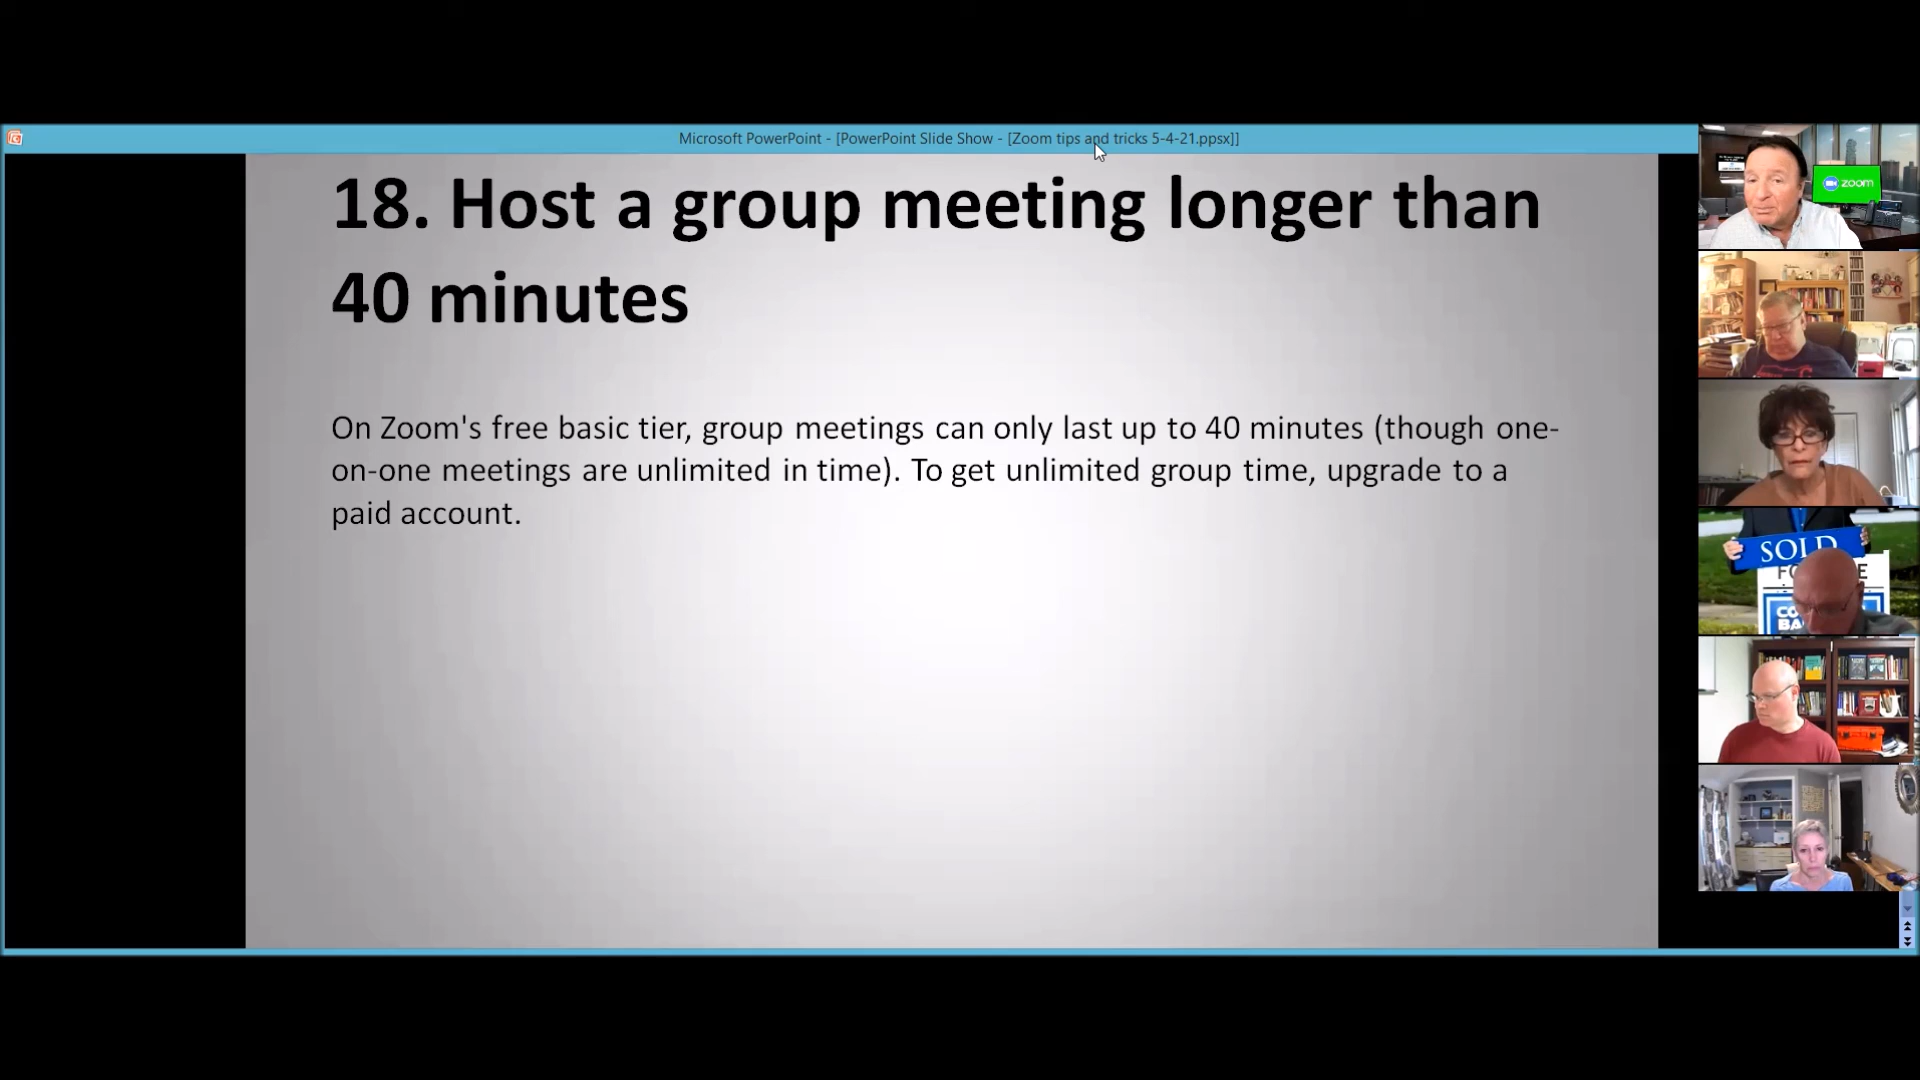 Microsoft PowerPoint - [PowerPoint Slide Show - [Zoom tips and tricks 5-4-21.ppsx]]
18. Host a group meeting longer than
40 minutes
On Zoom's free basic tier, group meetings can only last up to 40 minutes (though one-
on-one meetings are unlimited in time). To get unlimited group time, upgrade to a
paid account.
zoom
SOLD